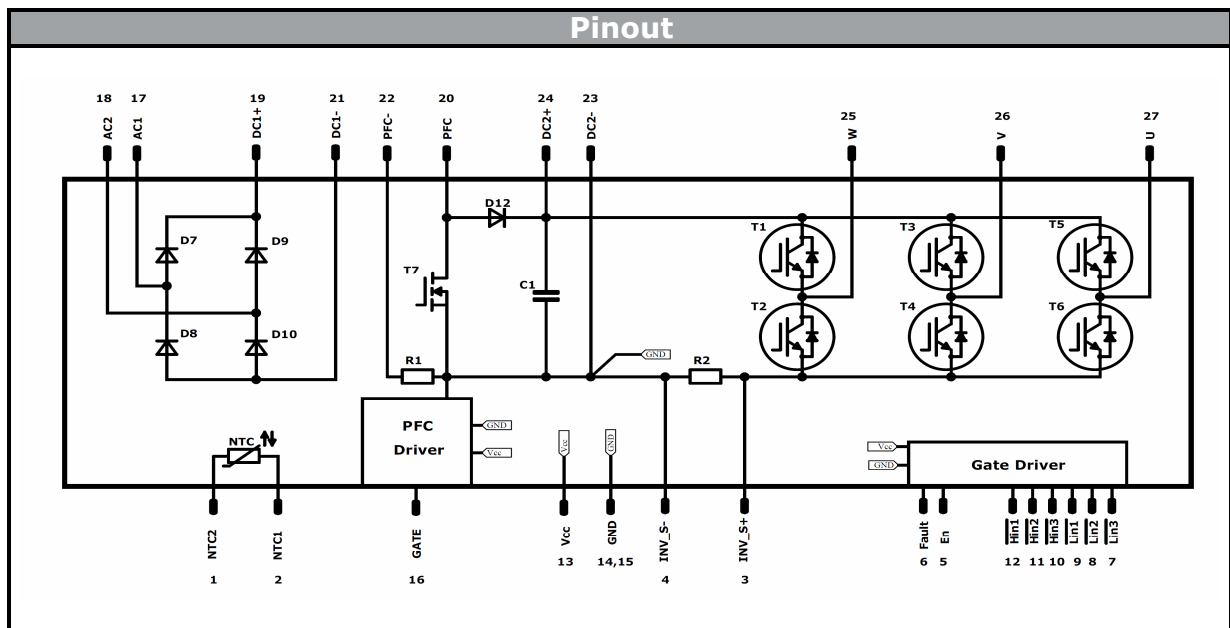 Pinout
18 17 19 21 22 20 24 23 25 26 27
AC2 AC1 DC1+ DC1- PFC- PFC DC2+ DC2- W V U
D12
T1 T3 T5
D7 D9
T7
C1
T2 T4 T6
D8 D10
GND
R1 R2
PFC
Driver
GND
Vcc
NTC
Vcc
GND
Vcc
GND
Gate Driver
NTC2 NTC1 GATE Vcc GND INV_S- INV_S+ Fault En Hin1 Hin2 Hin3 Lin1 Lin2 Lin3
13 14,15 6 5 12 11 10 9 8 7
1 2 16 4 3